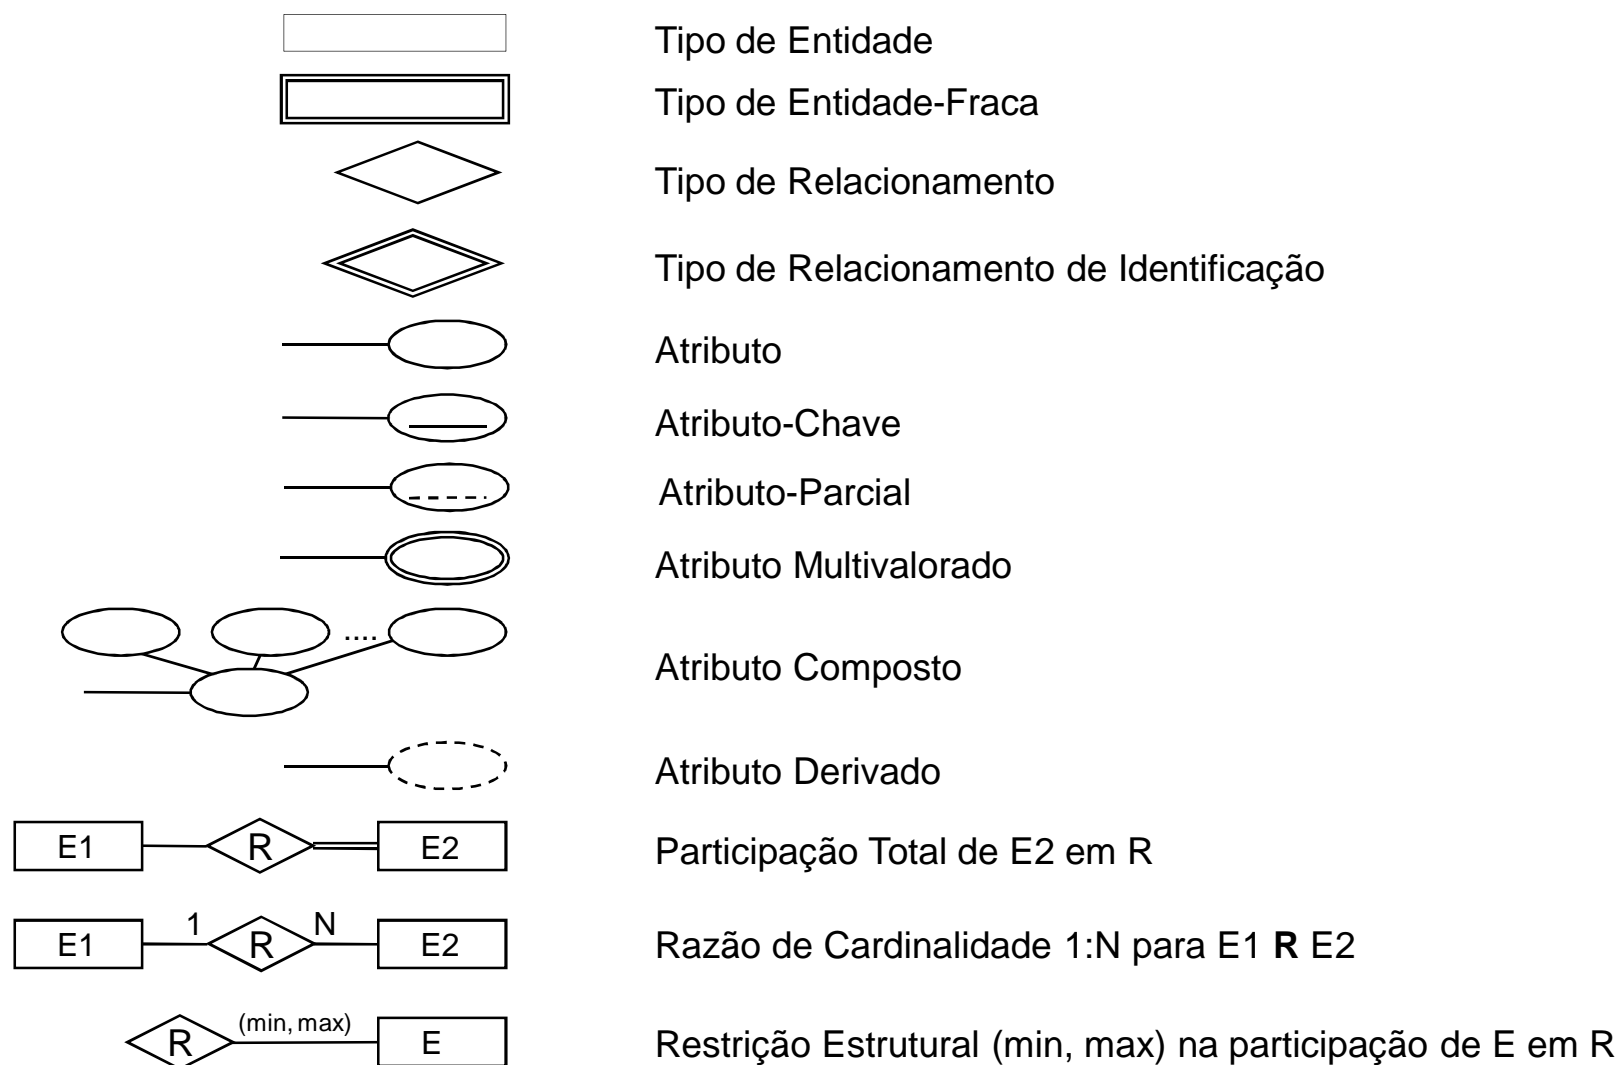 Tipo de Entidade
Tipo de Entidade-Fraca
Tipo de Relacionamento
Tipo de Relacionamento de Identificação
Atributo
Atributo-Chave
Atributo-Parcial
Atributo Multivalorado
....
Atributo Composto
Atributo Derivado
E1 R E2 Participação Total de E2 em R
1 N
E1 R E2 Razão de Cardinalidade 1:N para E1 R E2
(min, max)
R E Restrição Estrutural (min, max) na participação de E em R